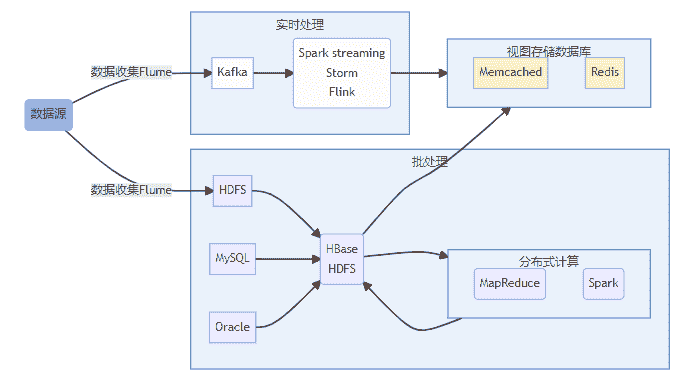 实时处理
数据收集Flume
Kafka
Spark streaming
Storm
Flink
视图存储数据库
Memcached
Redis
数据源
批处理
数据收集Flume
HDFS
MySQL
Oracle
HBase
HDFS
分布式计算
MapReduce
Spark